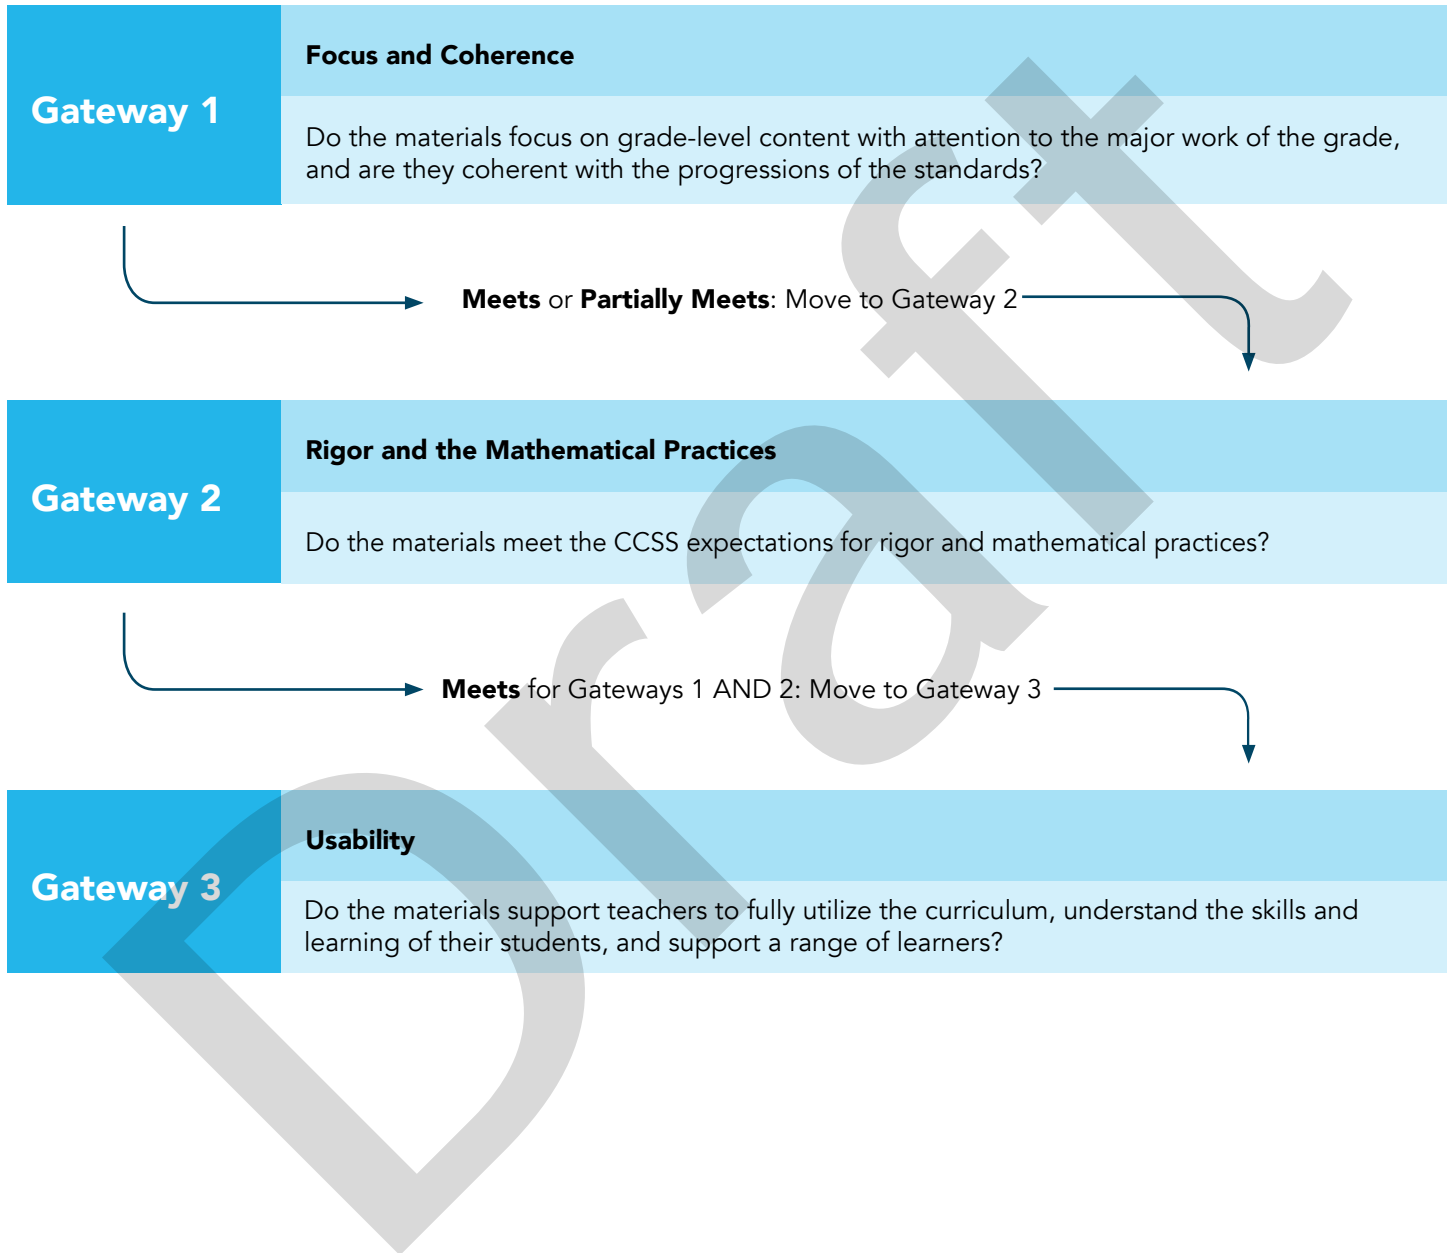 Gateway 1
Focus and Coherence
Do the materials focus on grade-level content with attention to the major work of the grade,
and are they coherent with the progressions of the standards?
Meets or Partially Meets: Move to Gateway 2
Gateway 2
Rigor and the Mathematical Practices
Do the materials meet the CCSS expectations for rigor and mathematical practices?
Meets for Gateways 1 AND 2: Move to Gateway 3
Gateway 3
Usability
Do the materials support teachers to fully utilize the curriculum, understand the skills and
learning of their students, and support a range of learners?
Draft